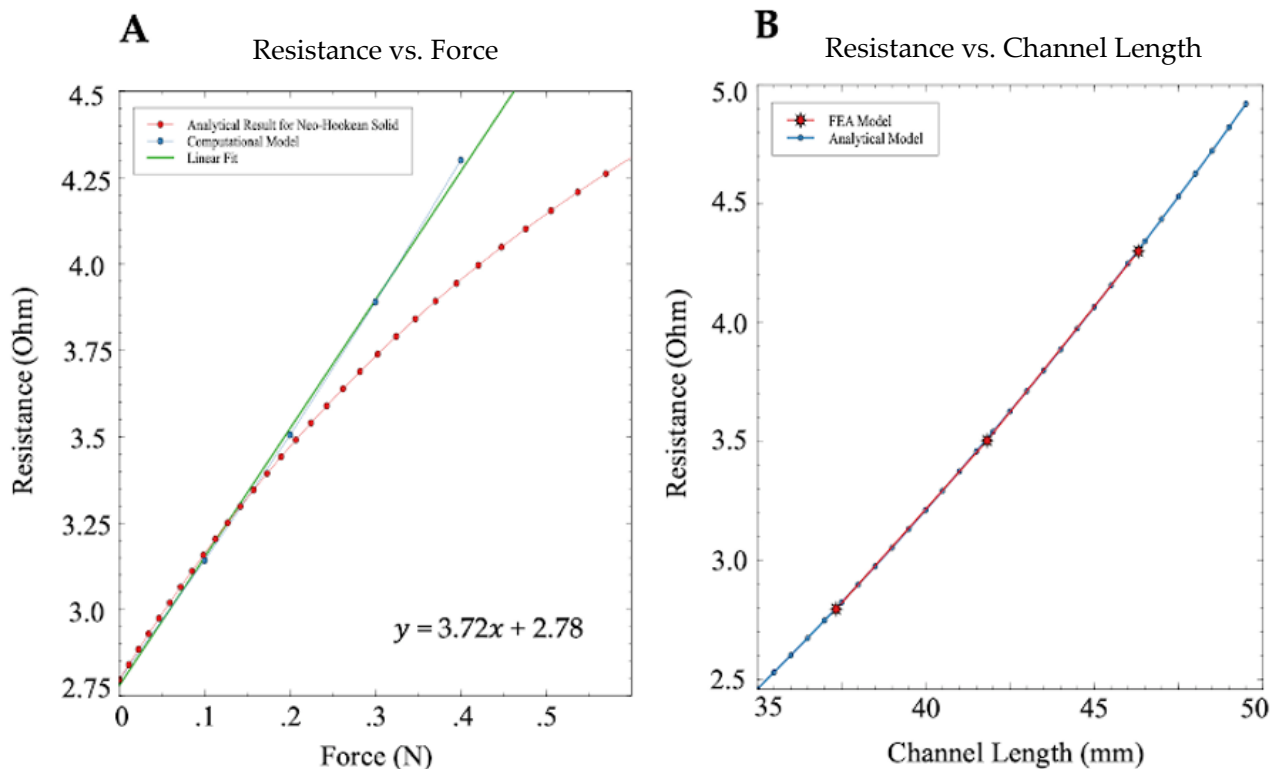 A
Resistance vs. Force
Resistance (Ohm)
4.5
4.25
4.0
3.75
3.5
3.25
3.0
2.75
Analytical Result for Neo-Hookean Solid
Computational Model
Linear Fit
y = 3.72x + 2.78
0 .1 .2 .3 .4 .5
Force (N)
B
Resistance vs. Channel Length
Resistance (Ohm)
5.0
4.5
4.0
3.5
3.0
2.5
FEA Model
Analytical Model
35 40 45 50
Channel Length (mm)